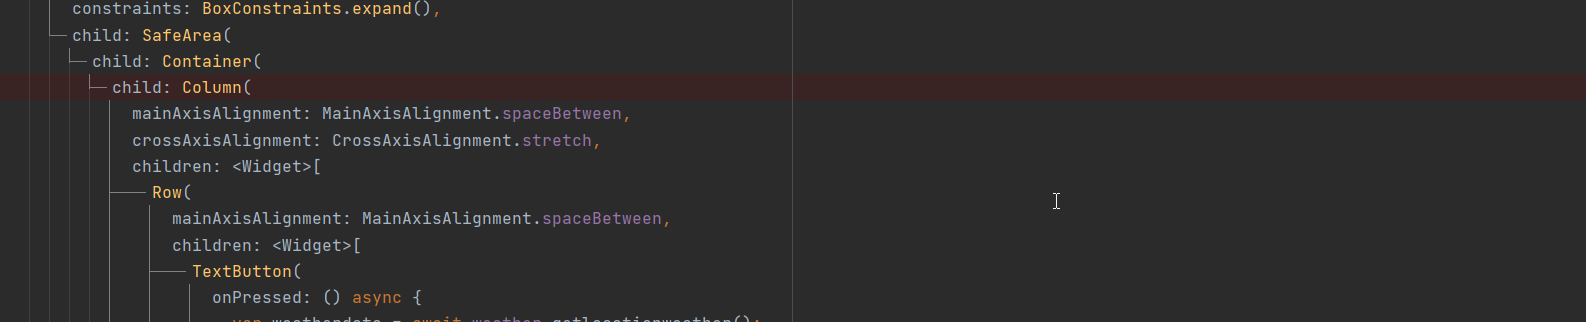 constraints: BoxConstraints.expand(),
child: SafeArea(
child: Container(
child: Column(
mainAxisAlignment: MainAxisAlignment.spaceBetween,
crossAxisAlignment: CrossAxisAlignment.stretch,
children: <Widget>[
Row(
mainAxisAlignment: MainAxisAlignment.spaceBetween,
children: <Widget>[
TextButton(
onPressed: () async {